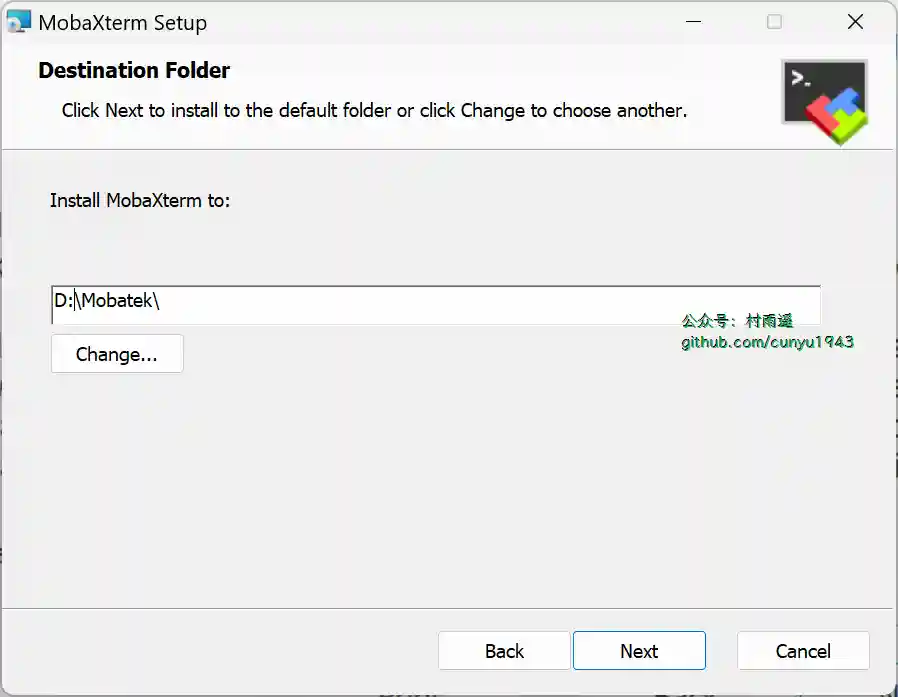 MobaXterm Setup
Destination Folder
Click Next to install to the default folder or click Change to choose another.
>.
Install MobaXterm to:
D:\Mobatek\
公众号：村雨遥
github.com/cunyu1943
Change...
Back
Next
Cancel